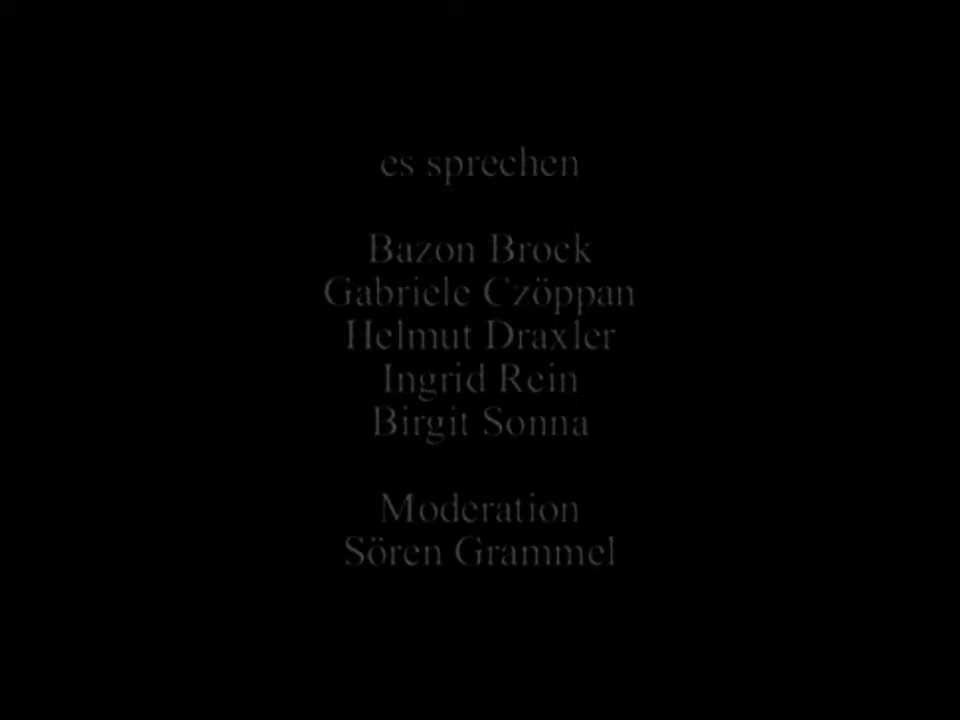 es sprechen
Bazon Brock
Gabriele Czöppan
Helmut Draxler
Ingrid Rein
Birgit Sonna
Moderation
Sören Grammel